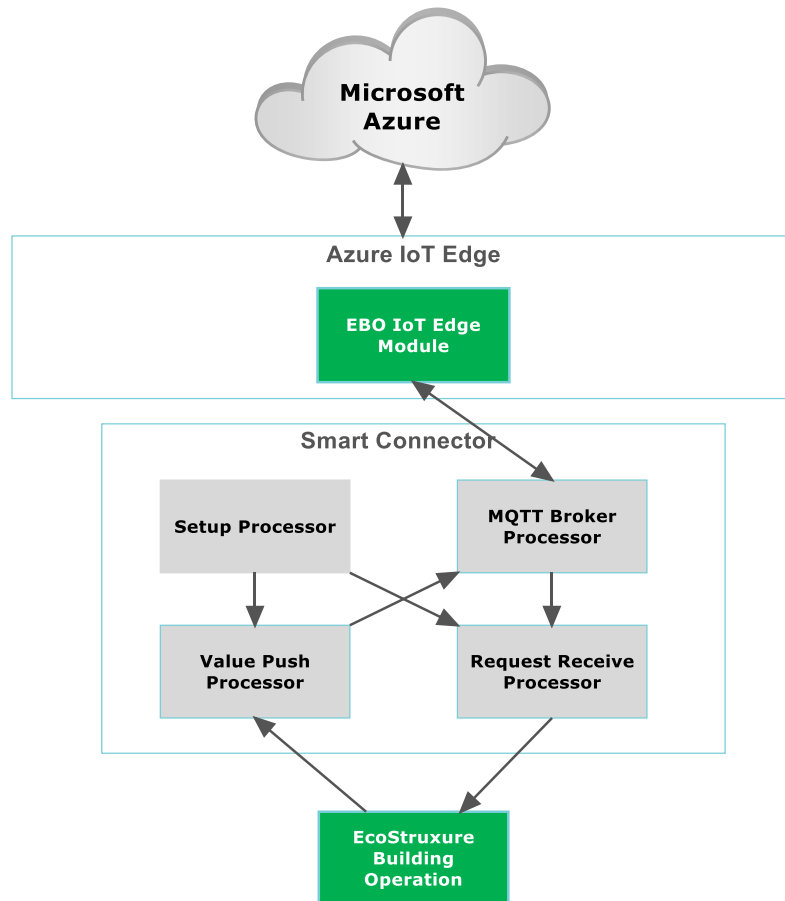 Microsoft
Azure
Azure IoT Edge
EBO IoT Edge
Module
Smart Connector
Setup Processor
MQTT Broker
Processor
Value Push
Processor
Request Receive
Processor
EcoStruxure
Building
Operation